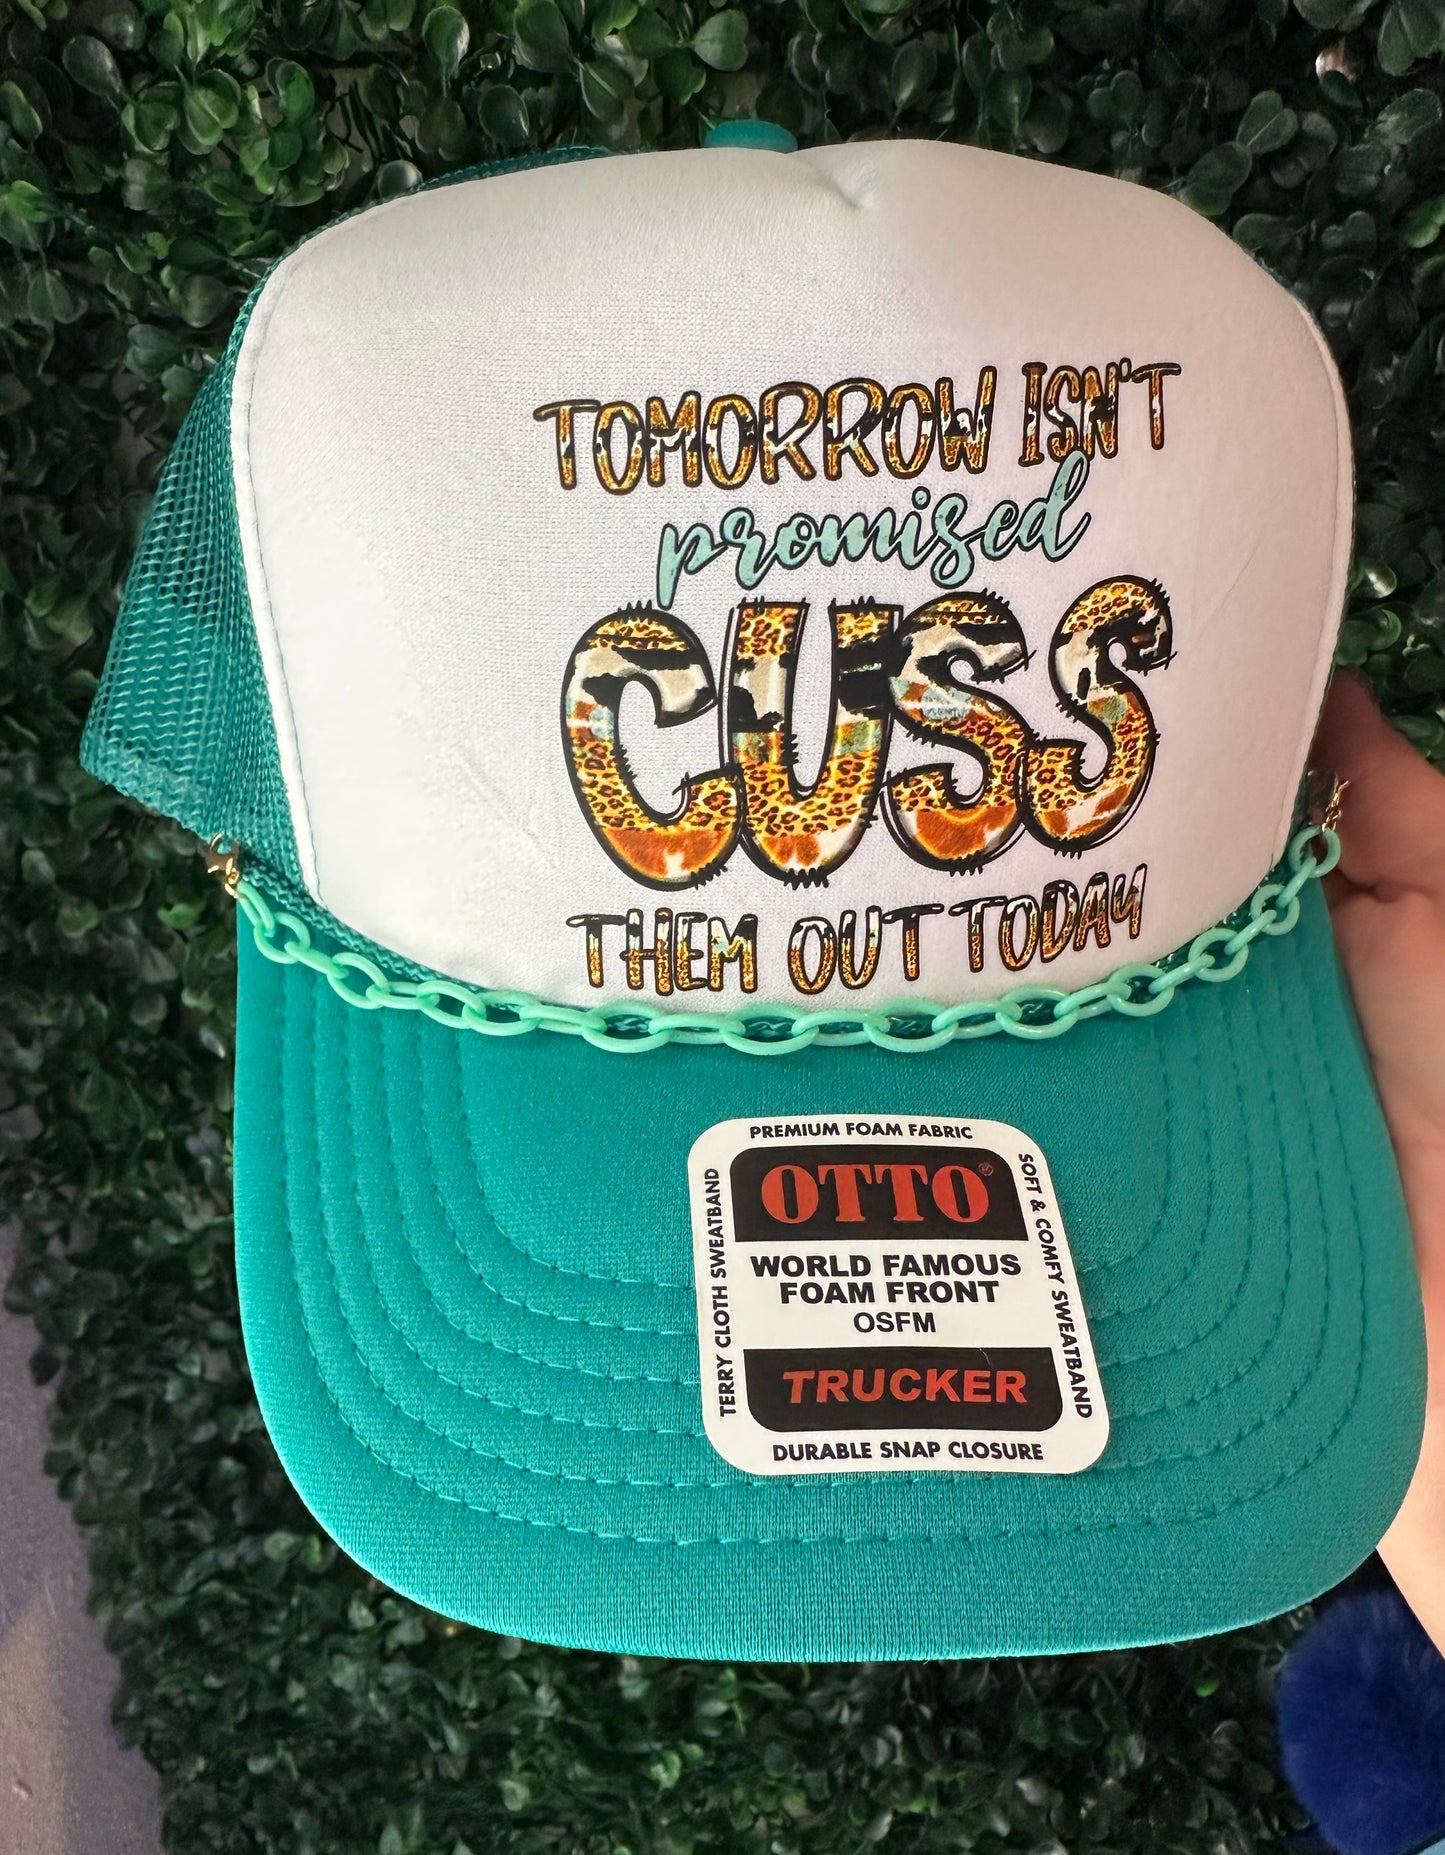 TOMORROW ISN'T
promised
CUSS
THEM OUT TODAY
PREMIUM FOAM FABRIC
OTTO®
WORLD FAMOUS
FOAM FRONT
OSFM
TRUCKER
DURABLE SNAP CLOSURE
TERRY CLOTH SWEATBAND
SOFT & COMFY SWEATBAND